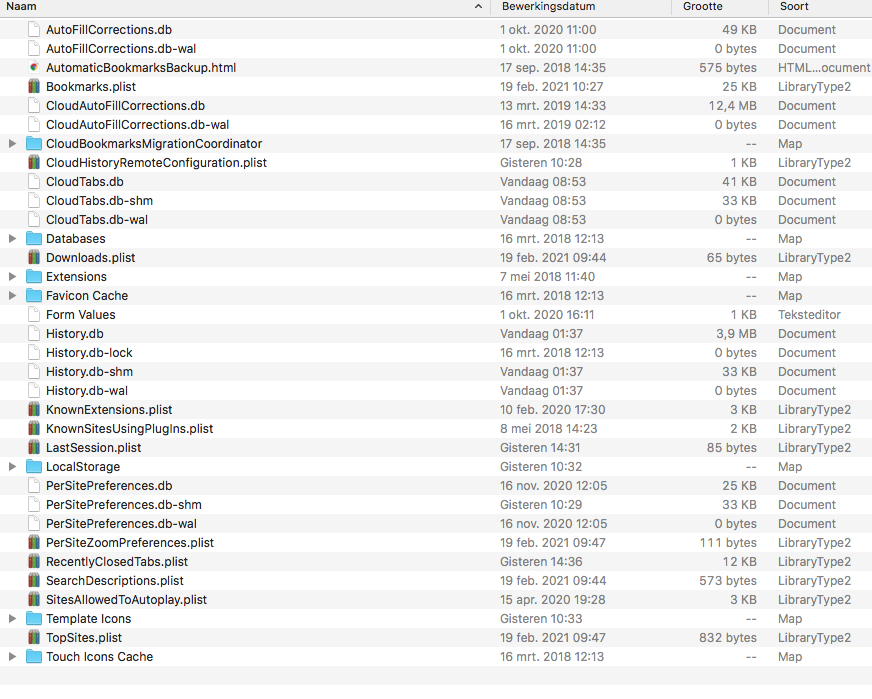 Naam Bewerkingsdatum Grootte Soort
AutoFillCorrections.db 1 okt. 2020 11:00 49 KB Document
AutoFillCorrections.db-wal 1 okt. 2020 11:00 0 bytes Document
AutomaticBookmarksBackup.html 17 sep. 2018 14:35 575 bytes HTML...ocument
Bookmarks.plist 19 feb. 2021 10:27 25 KB LibraryType2
CloudAutoFillCorrections.db 13 mrt. 2019 14:33 12,4 MB Document
CloudAutoFillCorrections.db-wal 16 mrt. 2019 02:12 0 bytes Document
CloudBookmarksMigrationCoordinator 17 sep. 2018 14:35 -- Map
CloudHistoryRemoteConfiguration.plist Gisteren 10:28 1 KB LibraryType2
CloudTabs.db Vandaag 08:53 41 KB Document
CloudTabs.db-shm Vandaag 08:53 33 KB Document
CloudTabs.db-wal Vandaag 08:53 0 bytes Document
Databases 16 mrt. 2018 12:13 -- Map
Downloads.plist 19 feb. 2021 09:44 65 bytes LibraryType2
Extensions 7 mei 2018 11:40 -- Map
Favicon Cache 16 mrt. 2018 12:13 -- Map
Form Values 1 okt. 2020 16:11 1 KB Teksteditor
History.db Vandaag 01:37 3,9 MB Document
History.db-lock 16 mrt. 2018 12:13 0 bytes Document
History.db-shm Vandaag 01:37 33 KB Document
History.db-wal Vandaag 01:37 0 bytes Document
KnownExtensions.plist 10 feb. 2020 17:30 3 KB LibraryType2
KnownSitesUsingPlugIns.plist 8 mei 2018 14:23 2 KB LibraryType2
LastSession.plist Gisteren 14:31 85 bytes LibraryType2
LocalStorage Gisteren 10:32 -- Map
PerSitePreferences.db 16 nov. 2020 12:05 25 KB Document
PerSitePreferences.db-shm Gisteren 10:29 33 KB Document
PerSitePreferences.db-wal 16 nov. 2020 12:05 0 bytes Document
PerSiteZoomPreferences.plist 19 feb. 2021 09:47 111 bytes LibraryType2
RecentlyClosedTabs.plist Gisteren 14:36 12 KB LibraryType2
SearchDescriptions.plist 19 feb. 2021 09:44 573 bytes LibraryType2
SitesAllowedToAutoplay.plist 15 apr. 2020 19:28 3 KB LibraryType2
Template Icons Gisteren 10:33 -- Map
TopSites.plist 19 feb. 2021 09:47 832 bytes LibraryType2
Touch Icons Cache 16 mrt. 2018 12:13 -- Map